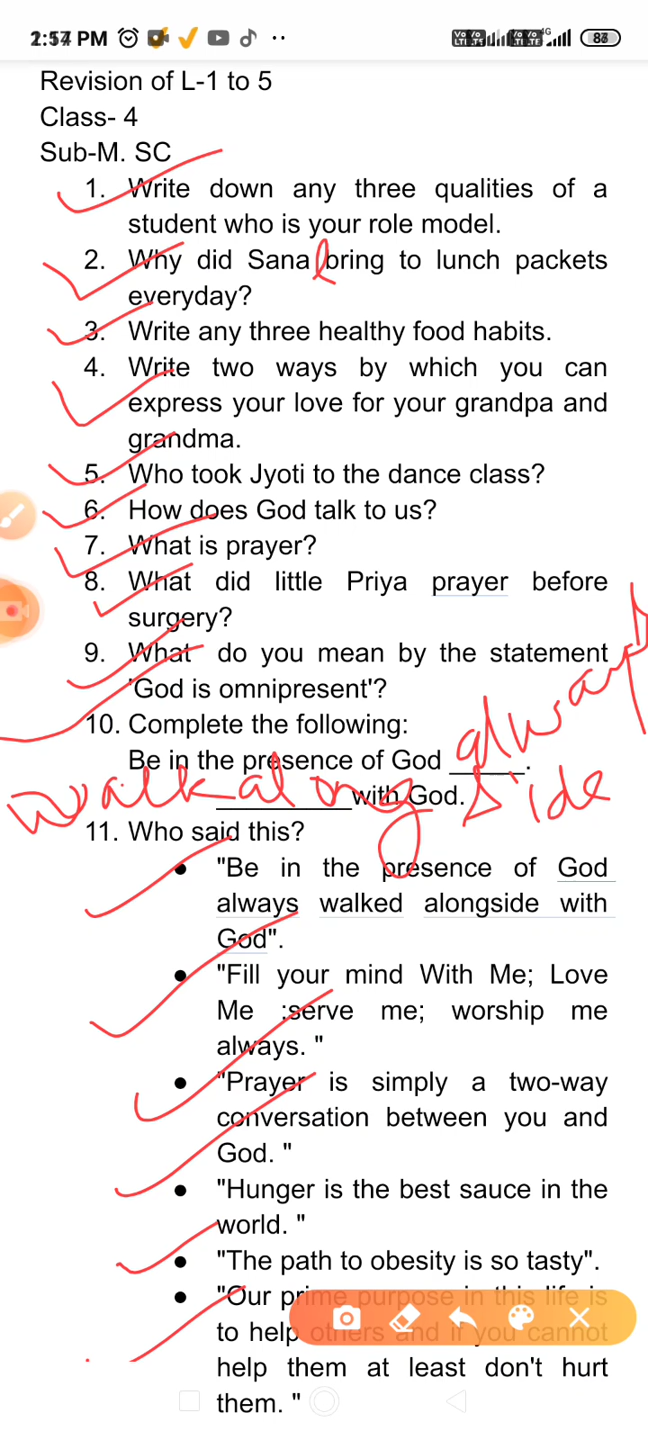 2:57 PM 4G 83
Revision of L-1 to 5
Class- 4
Sub-M. SC
1. Write down any three qualities of a
student who is your role model.
2. Why did Sana bring to lunch packets
everyday?
3. Write any three healthy food habits.
4. Write two ways by which you can
express your love for your grandpa and
grandma.
5. Who took Jyoti to the dance class?
6. How does God talk to us?
7. What is prayer?
8. What did little Priya prayer before
surgery?
9. What do you mean by the statement
'God is omnipresent'?
10. Complete the following:
Be in the presence of God _____. always
walk along side __________with God.
11. Who said this?
• "Be in the presence of God
always walked alongside with
God".
• "Fill your mind With Me; Love
Me ;serve me; worship me
always. "
• "Prayer is simply a two-way
conversation between you and
God. "
• "Hunger is the best sauce in the
world. "
• "The path to obesity is so tasty".
• "Our prime purpose in this life is
to help others and if you cannot
help them at least don't hurt
them. "